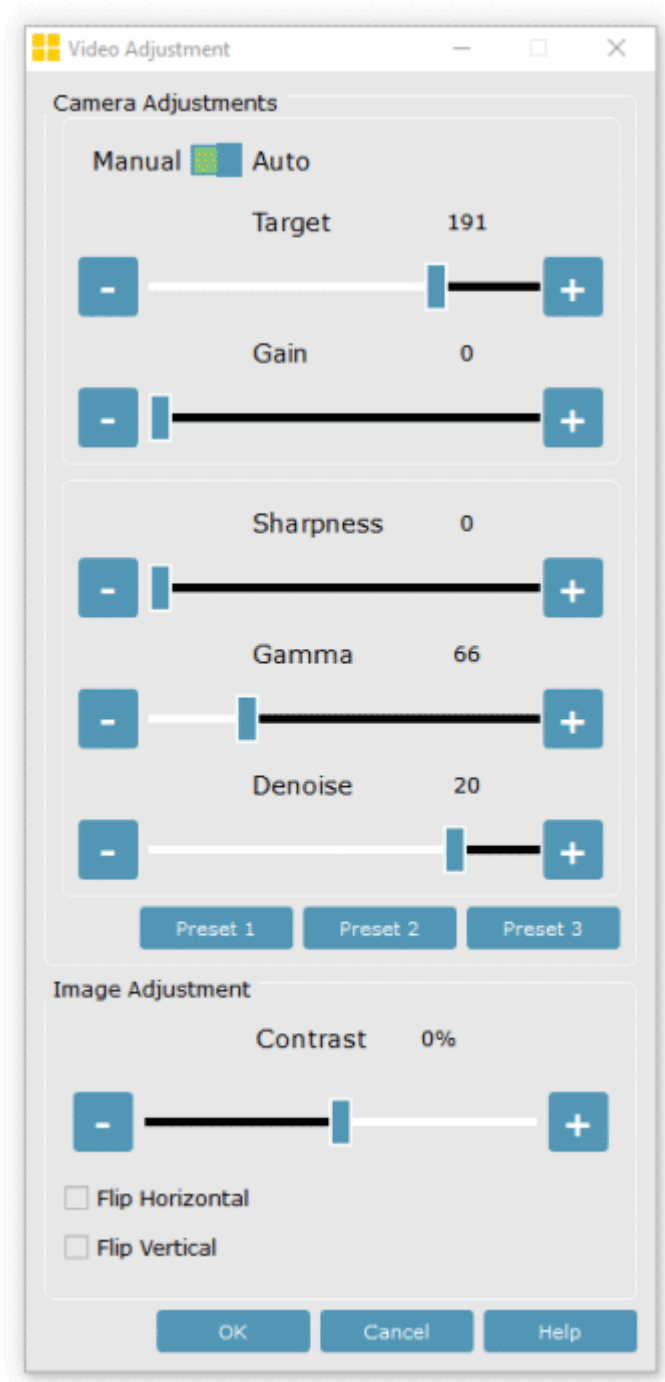 Video Adjustment
Camera Adjustments
Manual Auto
Target 191
- +
Gain 0
- +
Sharpness 0
- +
Gamma 66
- +
Denoise 20
- +
Preset 1 Preset 2 Preset 3
Image Adjustment
Contrast 0%
- +
Flip Horizontal
Flip Vertical
OK Cancel Help